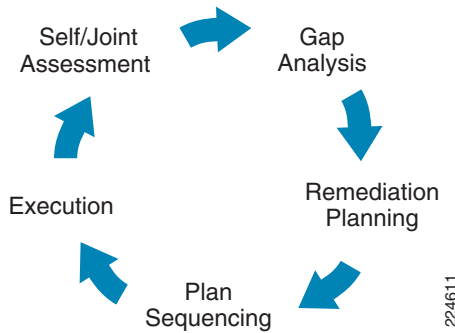 Self/Joint
Assessment
Gap
Analysis
Remediation
Planning
Plan
Sequencing
Execution
224611